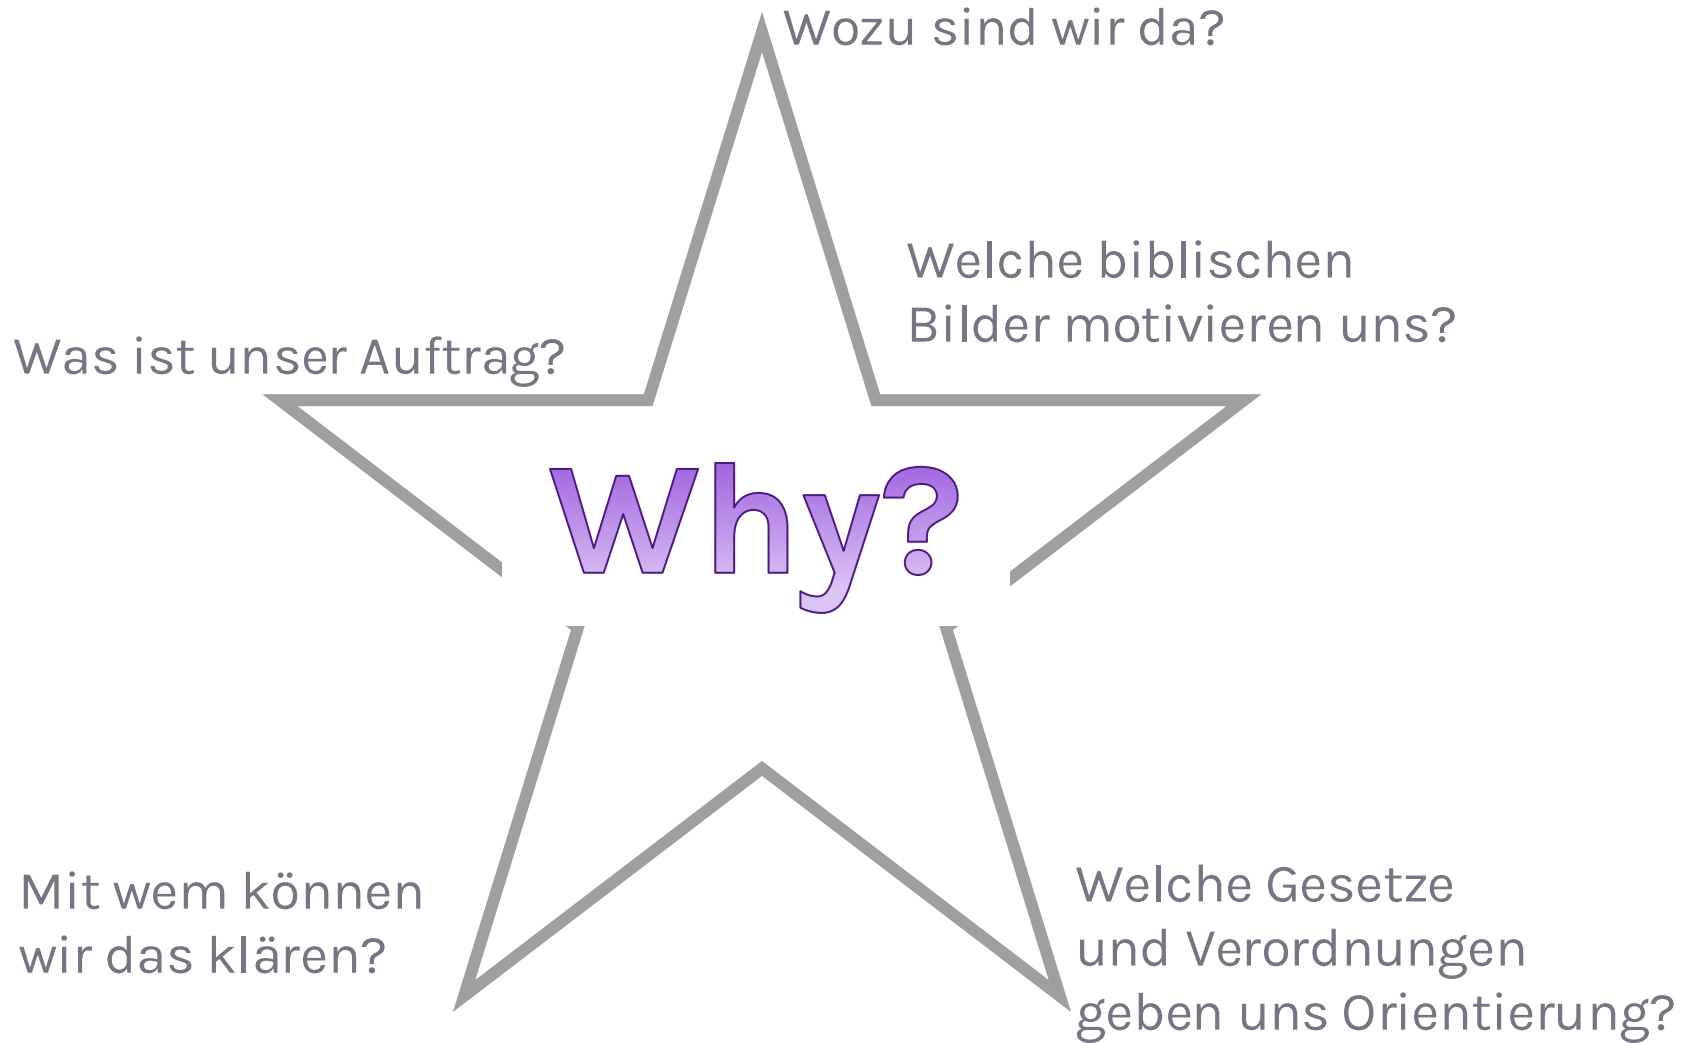 Wozu sind wir da?
Welche biblischen
Bilder motivieren uns?
Was ist unser Auftrag?
Why?
Mit wem können
wir das klären?
Welche Gesetze
und Verordnungen
geben uns Orientierung?